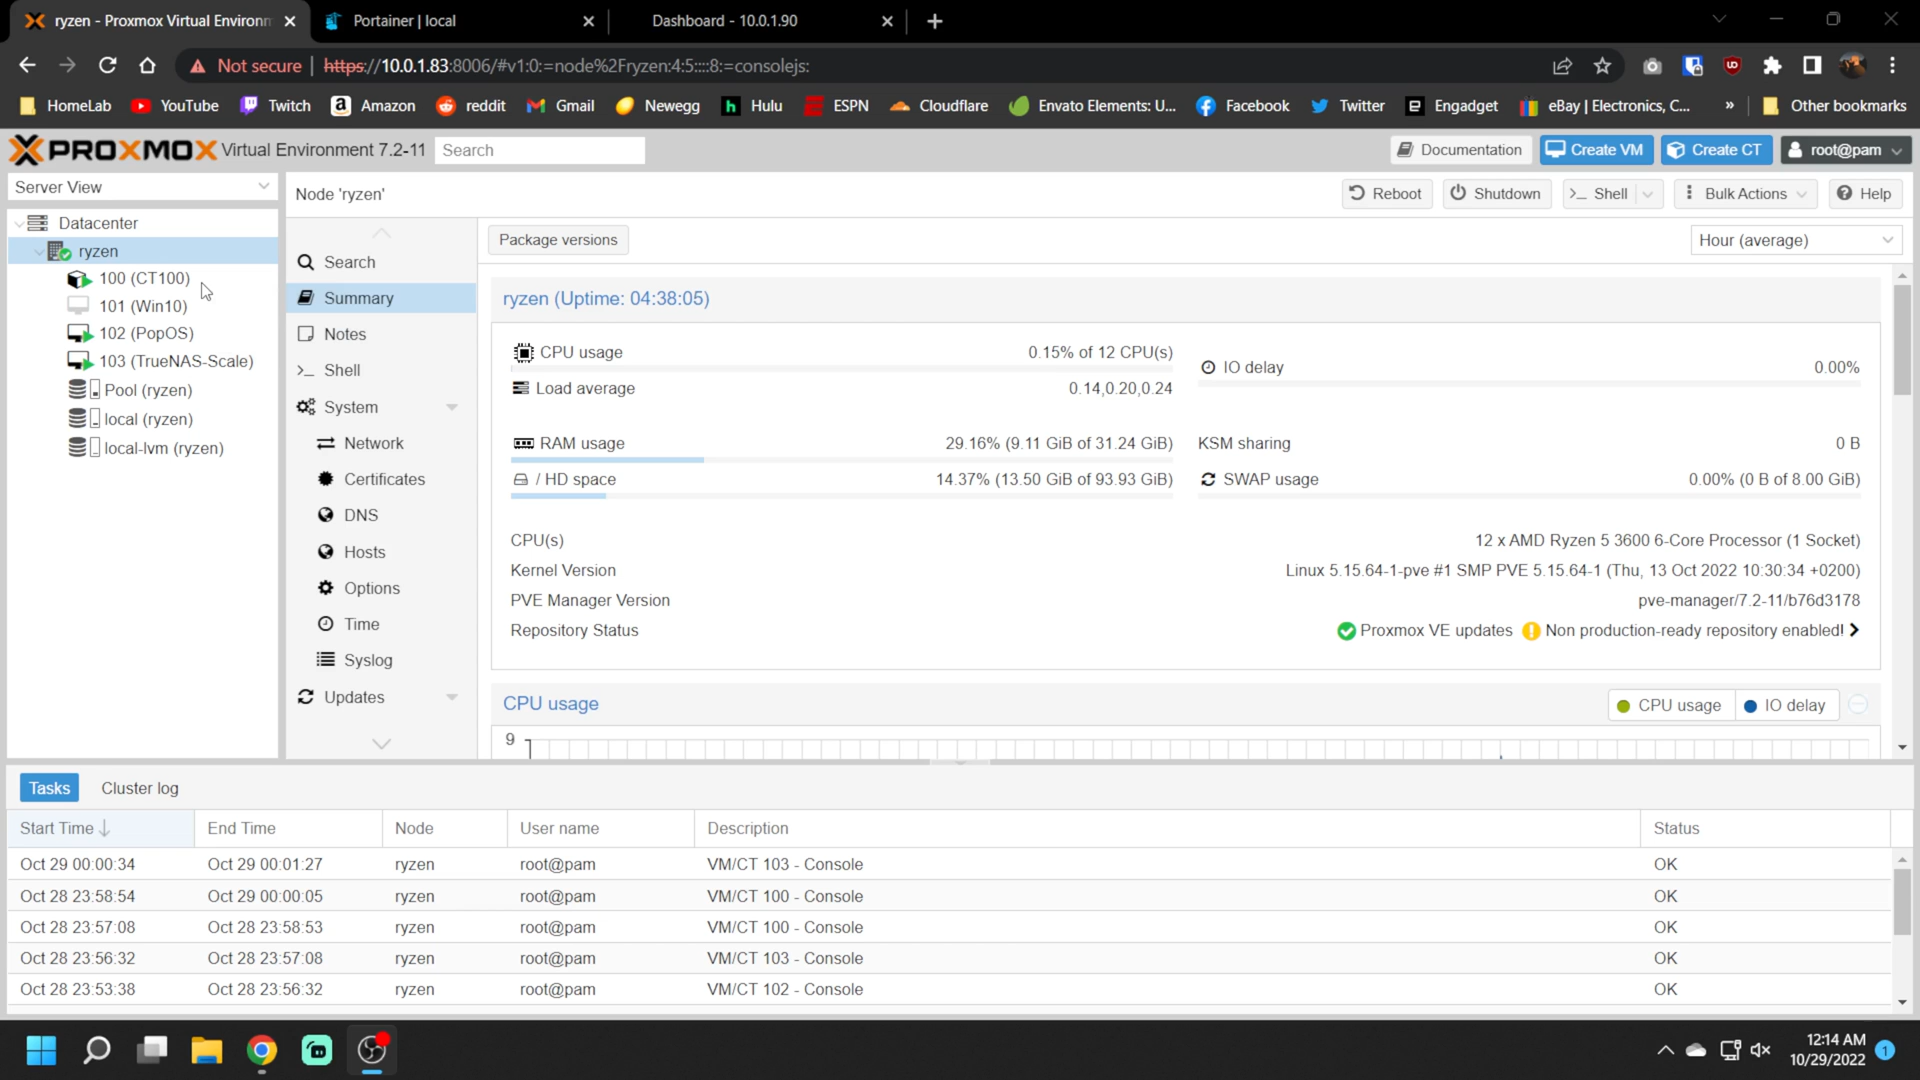 ryzen - Proxmox Virtual Environm
Portainer | local
Dashboard - 10.0.1.90
Not secure | https://10.0.1.83:8006/#v1:0:=node%2Fryzen:4:5::::8:=consolejs:
HomeLab YouTube Twitch Amazon reddit Gmail Newegg Hulu ESPN Cloudflare Envato Elements: U... Facebook Twitter Engadget eBay | Electronics, C... » Other bookmarks
PROXMOX Virtual Environment 7.2-11 Search Documentation Create VM Create CT root@pam
Server View
Node 'ryzen' Reboot Shutdown >_ Shell Bulk Actions Help
Datacenter
ryzen
100 (CT100)
101 (Win10)
102 (PopOS)
103 (TrueNAS-Scale)
Pool (ryzen)
local (ryzen)
local-lvm (ryzen)
Search
Summary
Notes
>_ Shell
System
Network
Certificates
DNS
Hosts
Options
Time
Syslog
Updates
Package versions Hour (average)
ryzen (Uptime: 04:38:05)
CPU usage 0.15% of 12 CPU(s)
IO delay 0.00%
Load average 0.14,0.20,0.24
RAM usage 29.16% (9.11 GiB of 31.24 GiB)
KSM sharing 0 B
/ HD space 14.37% (13.50 GiB of 93.93 GiB)
SWAP usage 0.00% (0 B of 8.00 GiB)
CPU(s) 12 x AMD Ryzen 5 3600 6-Core Processor (1 Socket)
Kernel Version Linux 5.15.64-1-pve #1 SMP PVE 5.15.64-1 (Thu, 13 Oct 2022 10:30:34 +0200)
PVE Manager Version pve-manager/7.2-11/b76d3178
Repository Status Proxmox VE updates Non production-ready repository enabled!
CPU usage CPU usage IO delay
9
Tasks Cluster log
Start Time End Time Node User name Description Status
Oct 29 00:00:34 Oct 29 00:01:27 ryzen root@pam VM/CT 103 - Console OK
Oct 28 23:58:54 Oct 29 00:00:05 ryzen root@pam VM/CT 100 - Console OK
Oct 28 23:57:08 Oct 28 23:58:53 ryzen root@pam VM/CT 100 - Console OK
Oct 28 23:56:32 Oct 28 23:57:08 ryzen root@pam VM/CT 103 - Console OK
Oct 28 23:53:38 Oct 28 23:56:32 ryzen root@pam VM/CT 102 - Console OK
12:14 AM
10/29/2022
1